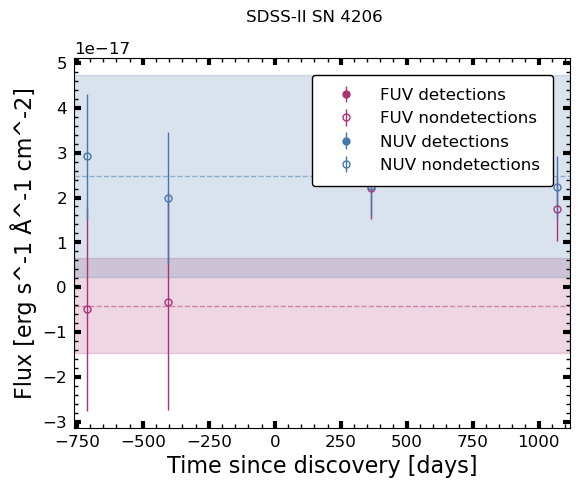 SDSS-II SN 4206
1e−17
5
4
3
2
1
0
−1
−2
−3
Flux [erg s^-1 Å^-1 cm^-2]
FUV detections
FUV nondetections
NUV detections
NUV nondetections
−750 −500 −250 0 250 500 750 1000
Time since discovery [days]